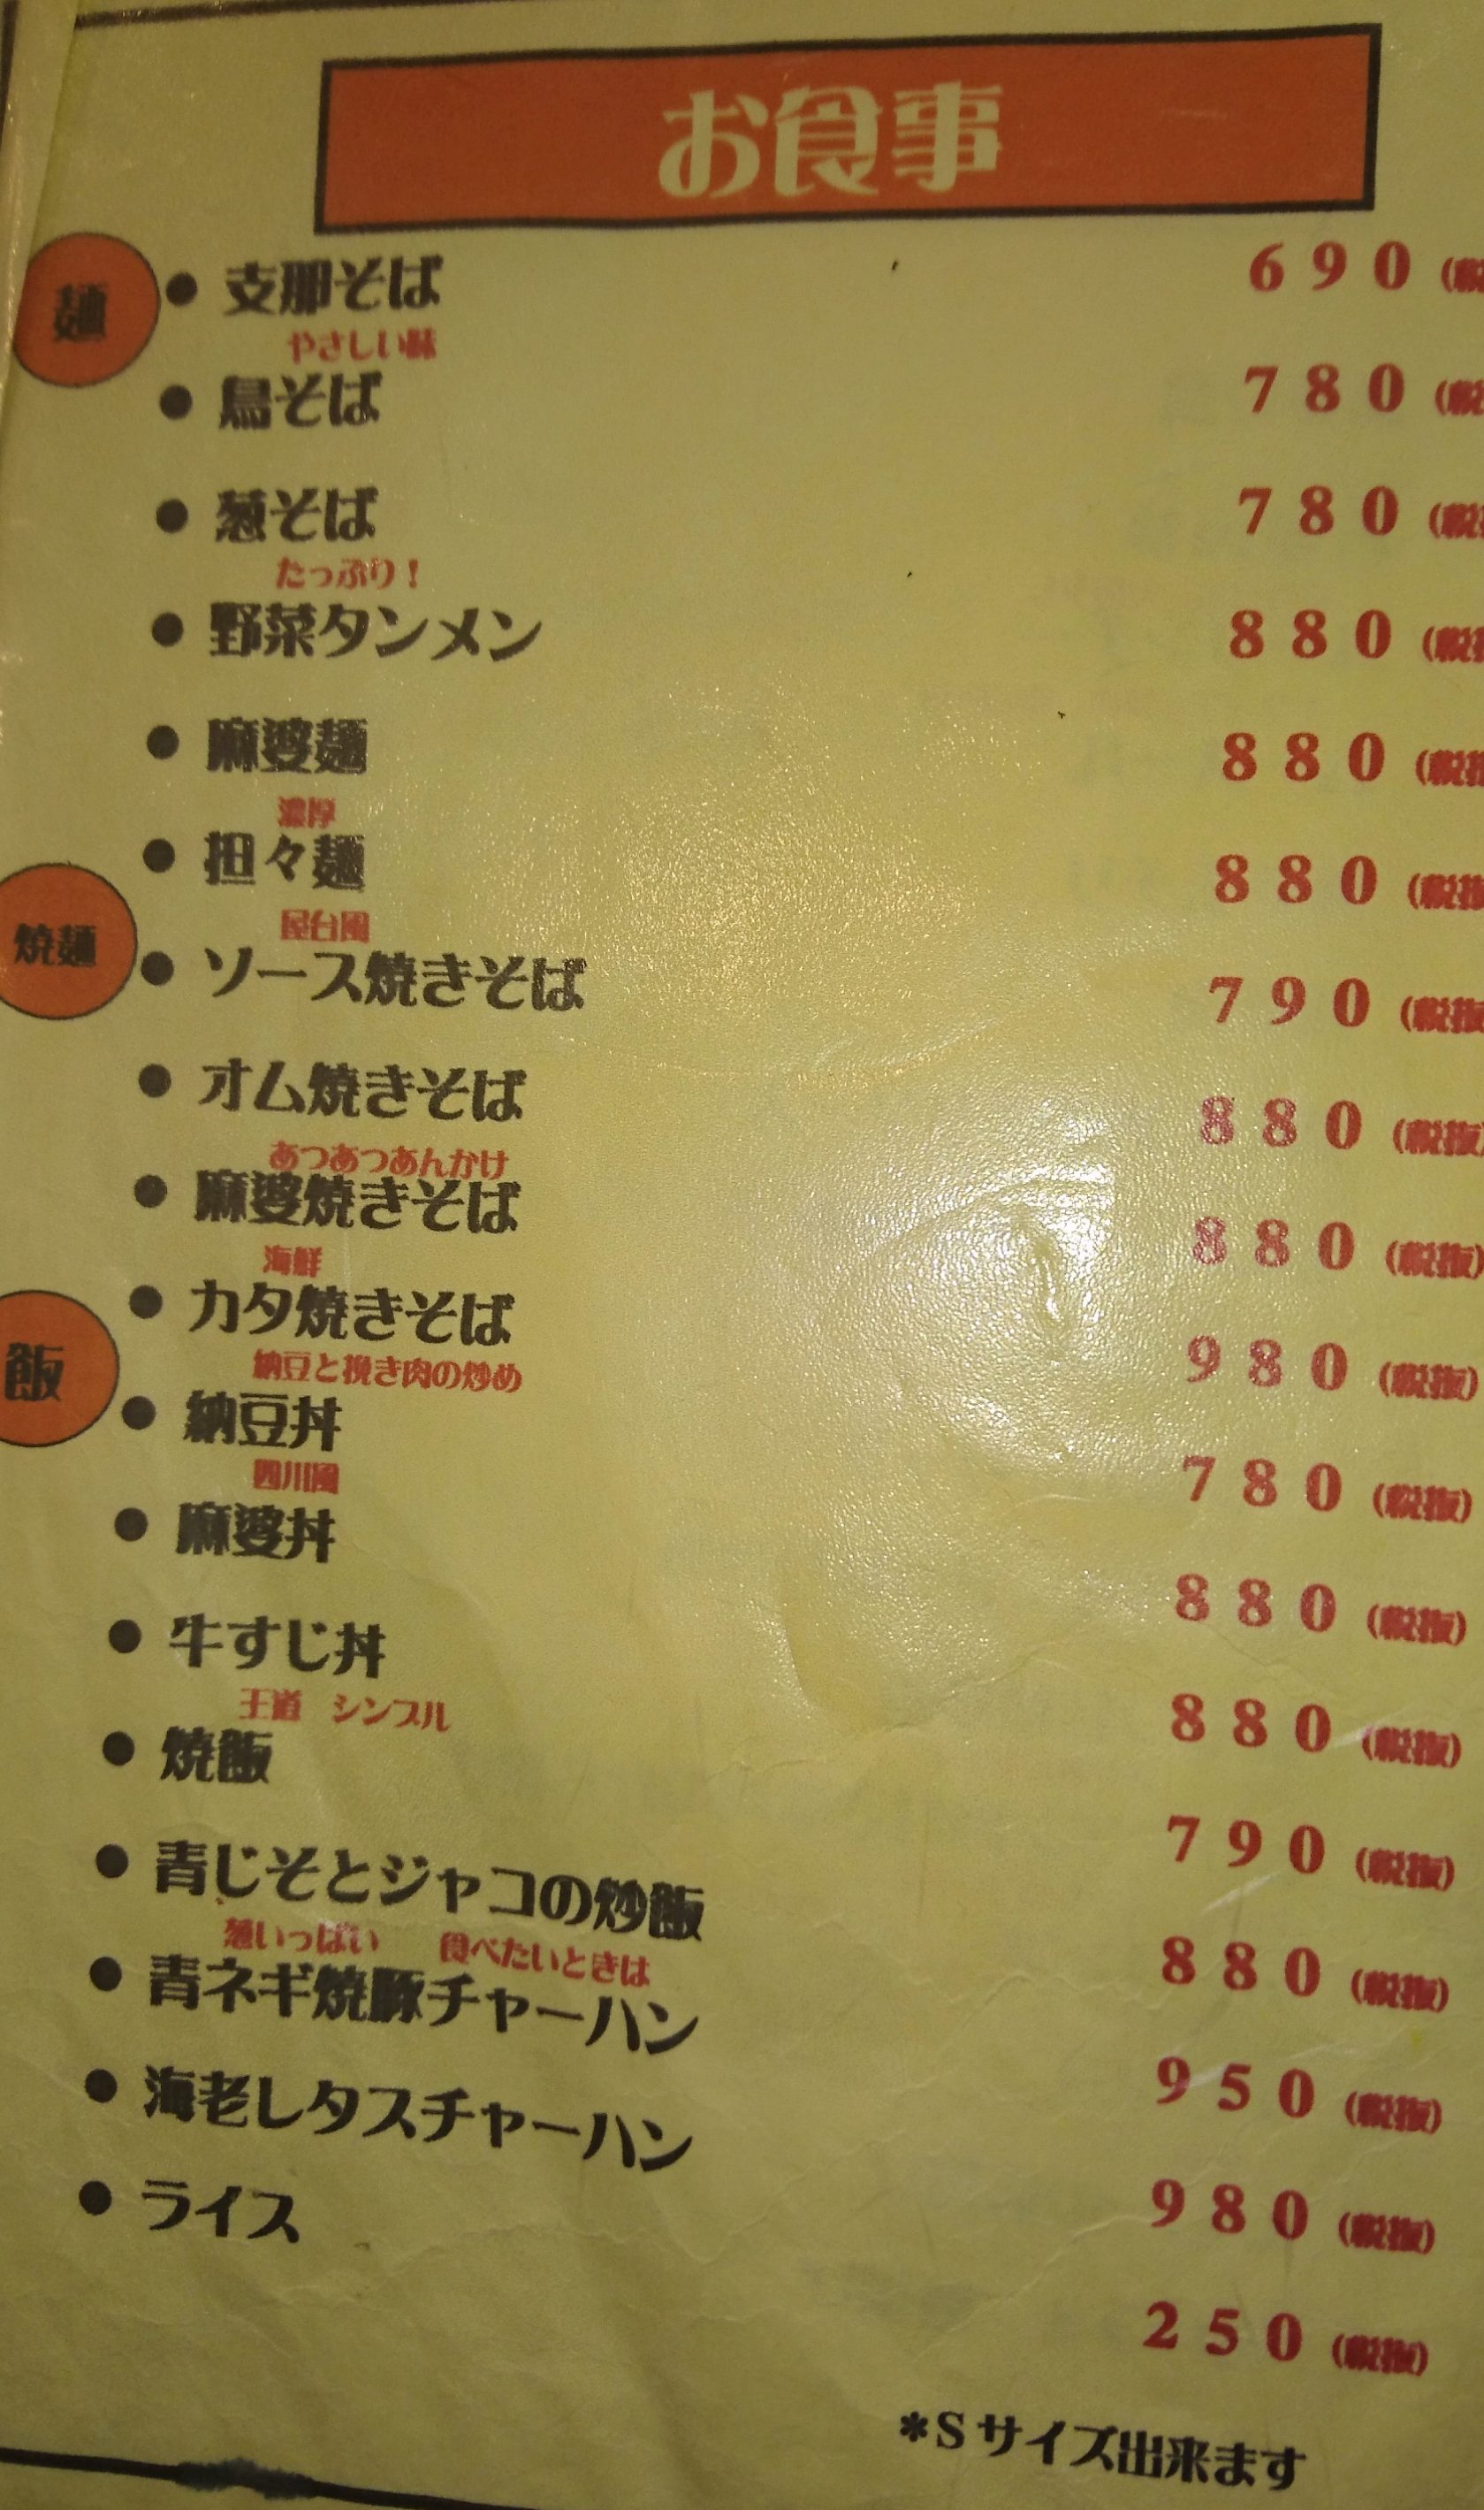 お食事
麺
● 支那そば 690 (税
やさしい味
● 鳥そば 780 (税
● 葱そば 780 (税
たっぷり！
● 野菜タンメン 880 (税
● 麻婆麺 880 (税抜
濃厚
● 担々麺 880 (税抜
焼麺
屋台風
● ソース焼きそば 790 (税抜
● オム焼きそば 880 (税抜)
あつあつあんかけ
● 麻婆焼きそば 880 (税抜)
海鮮
● カタ焼きそば 980 (税抜)
飯
納豆と挽き肉の炒め
● 納豆丼 780 (税抜)
四川風
● 麻婆丼 880 (税抜)
● 牛すじ丼 880 (税抜)
王道 シンプル
● 焼飯 790 (税抜)
● 青じそとジャコの炒飯 880 (税抜)
葱いっぱい 食べたいときは
● 青ネギ焼豚チャーハン 950 (税抜)
● 海老レタスチャーハン 980 (税抜)
● ライス 250 (税抜)
*Sサイズ出来ます